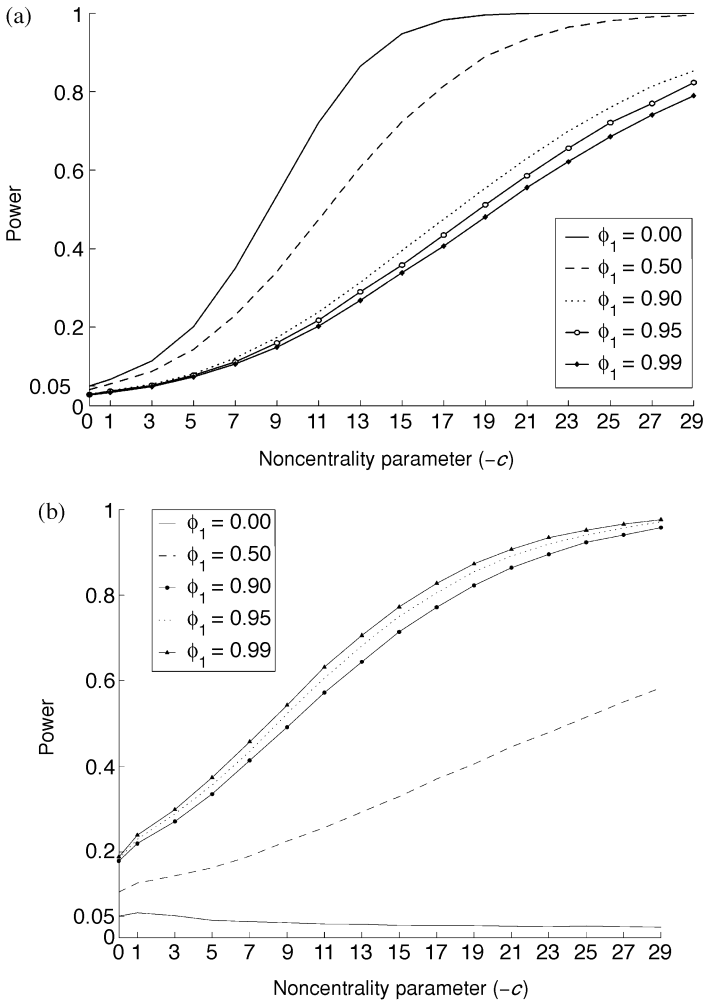 (a)
1
0.8
0.6
0.4
0.2
0.05
0
Power
ϕ1 = 0.00
ϕ1 = 0.50
ϕ1 = 0.90
ϕ1 = 0.95
ϕ1 = 0.99
0 1 3 5 7 9 11 13 15 17 19 21 23 25 27 29
Noncentrality parameter (−c)
(b)
1
0.8
0.6
0.4
0.2
0.05
0
Power
ϕ1 = 0.00
ϕ1 = 0.50
ϕ1 = 0.90
ϕ1 = 0.95
ϕ1 = 0.99
0 1 3 5 7 9 11 13 15 17 19 21 23 25 27 29
Noncentrality parameter (−c)